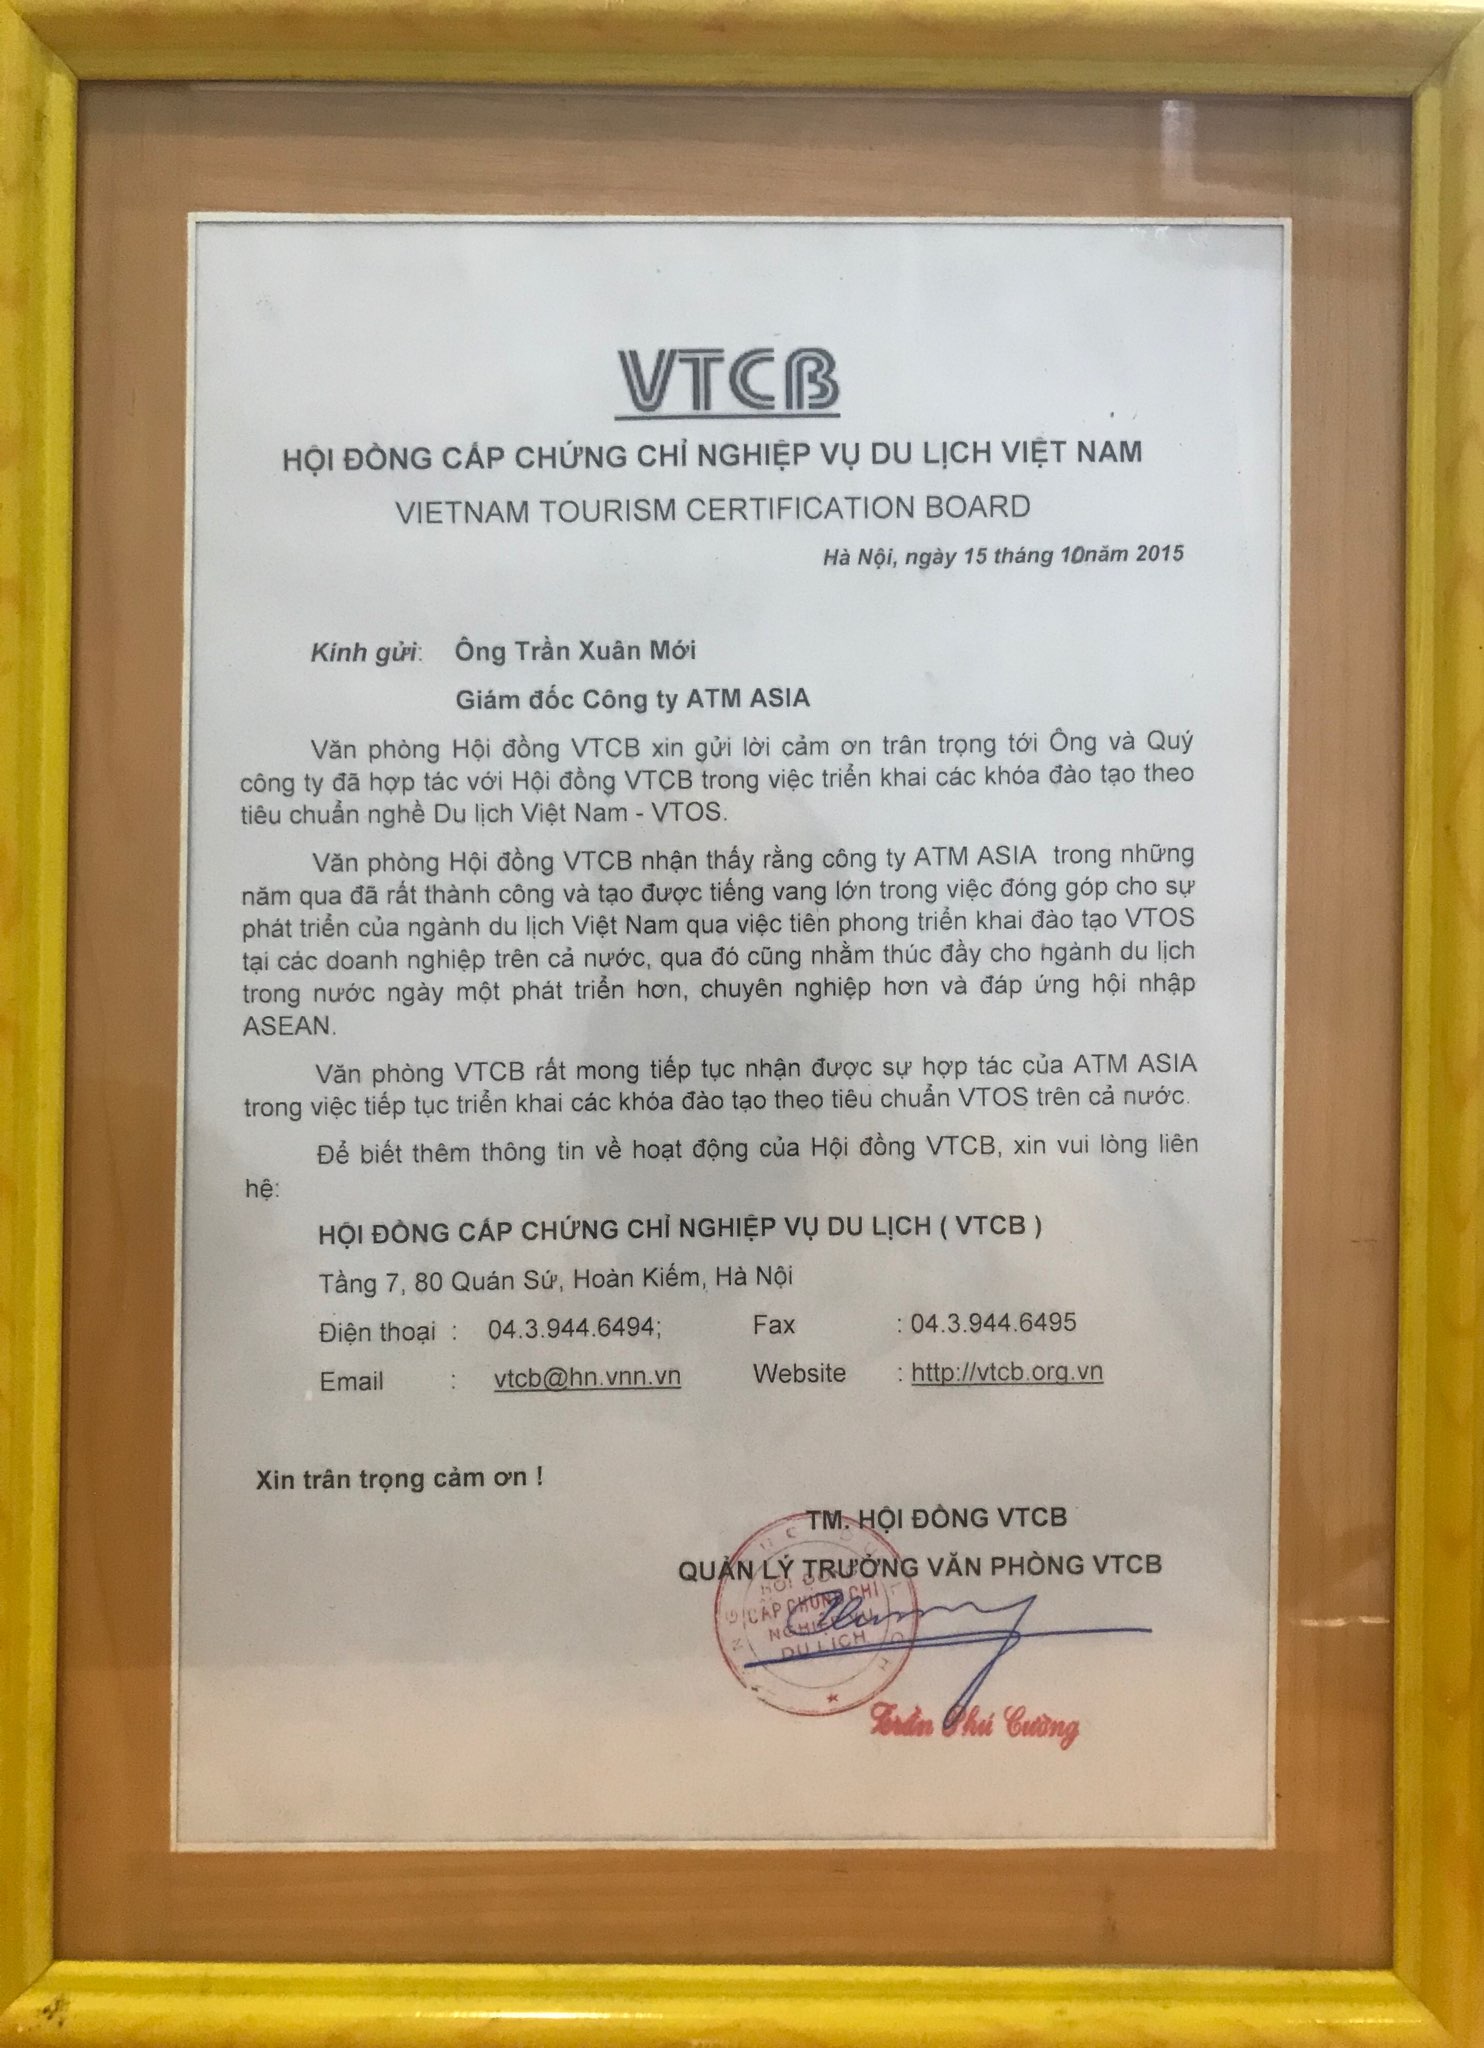 VTCB
HỘI ĐỒNG CẤP CHỨNG CHỈ NGHIỆP VỤ DU LỊCH VIỆT NAM
VIETNAM TOURISM CERTIFICATION BOARD
Hà Nội, ngày 15 tháng 10năm 2015
Kính gửi: Ông Trần Xuân Mới
Giám đốc Công ty ATM ASIA
Văn phòng Hội đồng VTCB xin gửi lời cảm ơn trân trọng tới Ông và Quý
công ty đã hợp tác với Hội đồng VTCB trong việc triển khai các khóa đào tạo theo
tiêu chuẩn nghề Du lịch Việt Nam - VTOS.
Văn phòng Hội đồng VTCB nhận thấy rằng công ty ATM ASIA trong những
năm qua đã rất thành công và tạo được tiếng vang lớn trong việc đóng góp cho sự
phát triển của ngành du lịch Việt Nam qua việc tiên phong triển khai đào tạo VTOS
tại các doanh nghiệp trên cả nước, qua đó cũng nhằm thúc đầy cho ngành du lịch
trong nước ngày một phát triển hơn, chuyên nghiệp hơn và đáp ứng hội nhập
ASEAN.
Văn phòng VTCB rất mong tiếp tục nhận được sự hợp tác của ATM ASIA
trong việc tiếp tục triển khai các khóa đào tạo theo tiêu chuẩn VTOS trên cả nước.
Để biết thêm thông tin về hoạt động của Hội đồng VTCB, xin vui lòng liên
hệ:
HỘI ĐỒNG CẤP CHỨNG CHỈ NGHIỆP VỤ DU LỊCH ( VTCB )
Tầng 7, 80 Quán Sứ, Hoàn Kiếm, Hà Nội
Điện thoại : 04.3.944.6494; Fax : 04.3.944.6495
Email : vtcb@hn.vnn.vn Website : http://vtcb.org.vn
Xin trân trọng cảm ơn !
TM. HỘI ĐỒNG VTCB
QUẢN LÝ TRƯỞNG VĂN PHÒNG VTCB
HỘI ĐỒNG
CẤP CHỨNG CHỈ
NGHIỆP VỤ
DU LỊCH
Trần Phú Cường